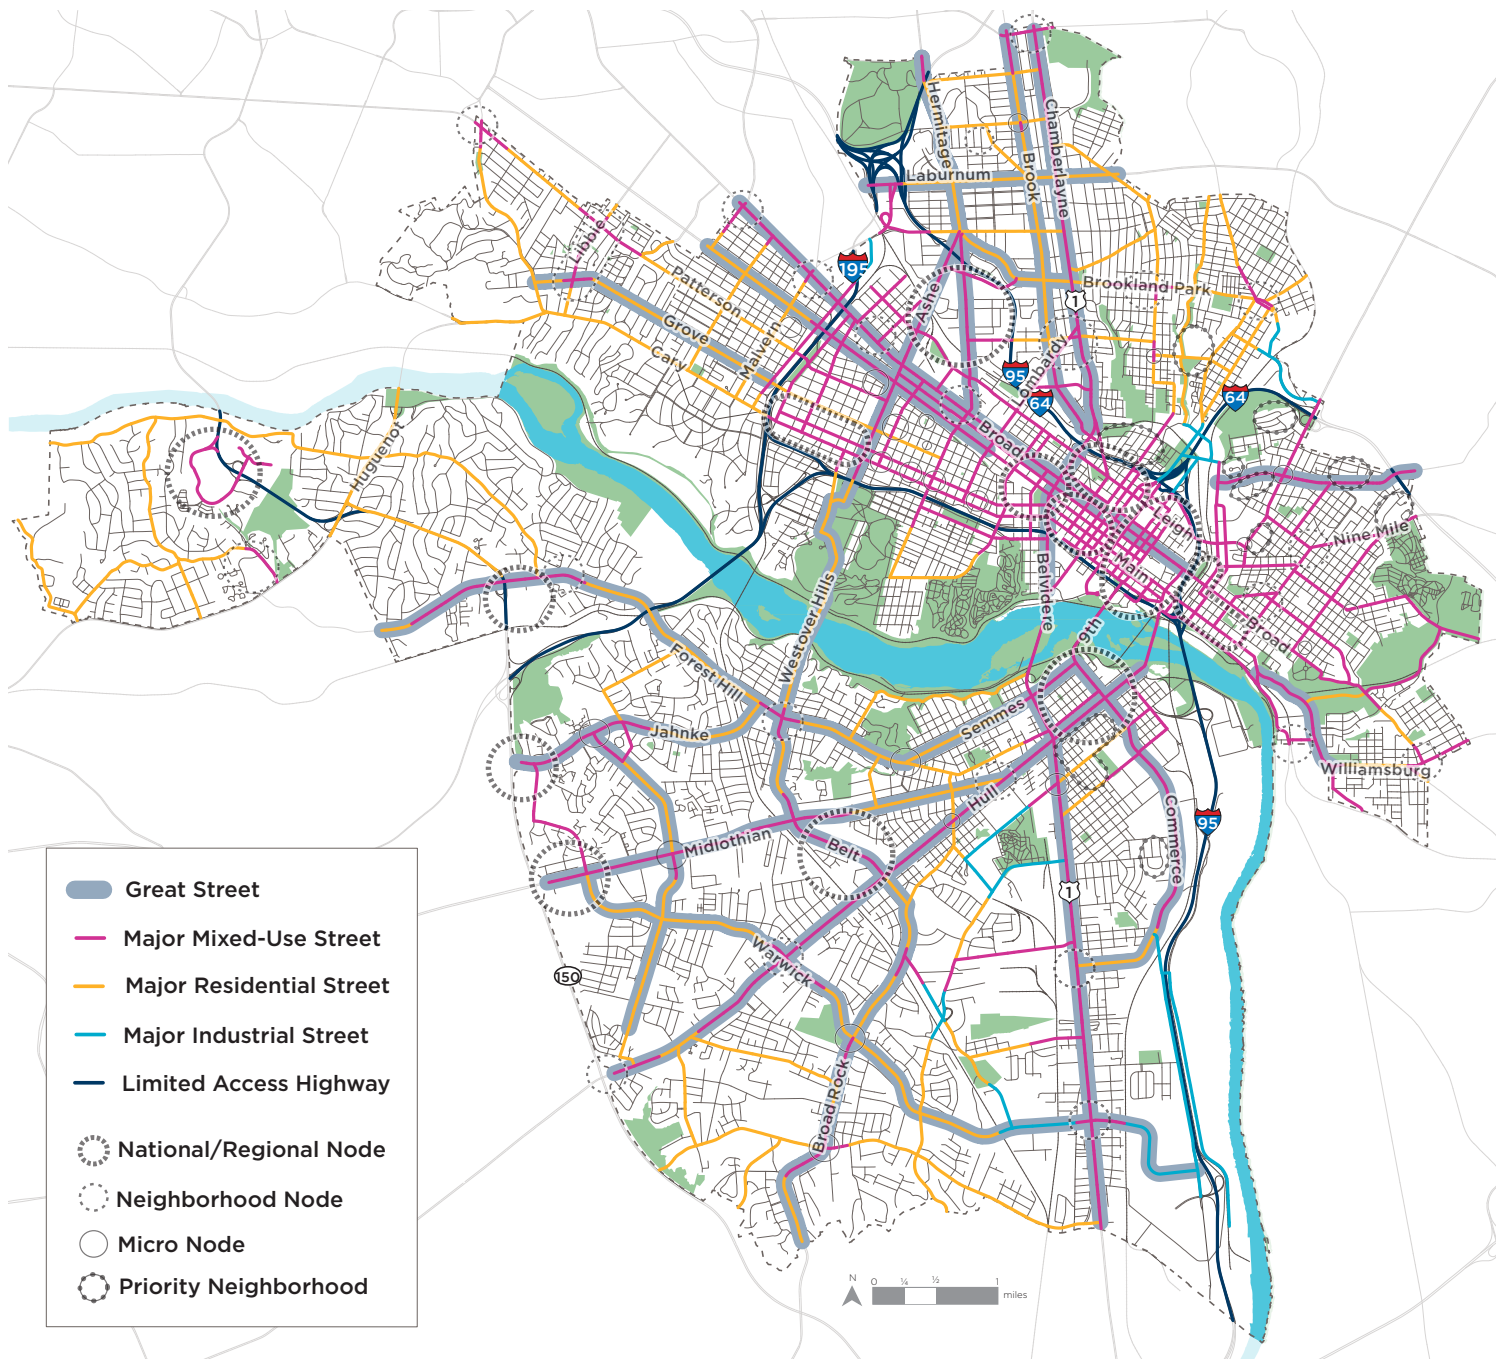 Hermitage
Chamberlayne
Brook
Laburnum
Libbie
195
Patterson
Ashe
Brookland Park
1
Grove
Malvern
Cary
Lombardy
95
64
64
Huguenot
Broad
Leigh
Nine Mile
Main
Belvidere
Westover Hills
9th
Broad
Forest Hill
Semmes
Jahnke
Williamsburg
Hull
Commerce
95
Midlothian
Belt
1
Warwick
150
Broad Rock
Great Street
Major Mixed-Use Street
Major Residential Street
Major Industrial Street
Limited Access Highway
National/Regional Node
Neighborhood Node
Micro Node
Priority Neighborhood
N
0 ¼ ½ 1
miles